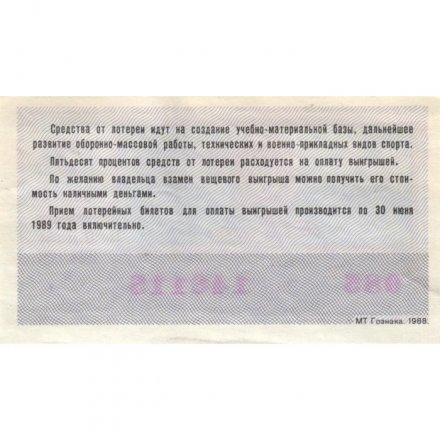 Средства от лотереи идут на создание учебно-материальной базы, дальнейшее
развитие оборонно-массовой работы, технических и военно-прикладных видов спорта.
Пятьдесят процентов средств от лотереи расходуется на оплату выигрышей.
По желанию владельца взамен вещевого выигрыша можно получить его стои-
мость наличными деньгами.
Прием лотерейных билетов для оплаты выигрышей производится по 30 июня
1989 года включительно.
МТ Гознака. 1988.